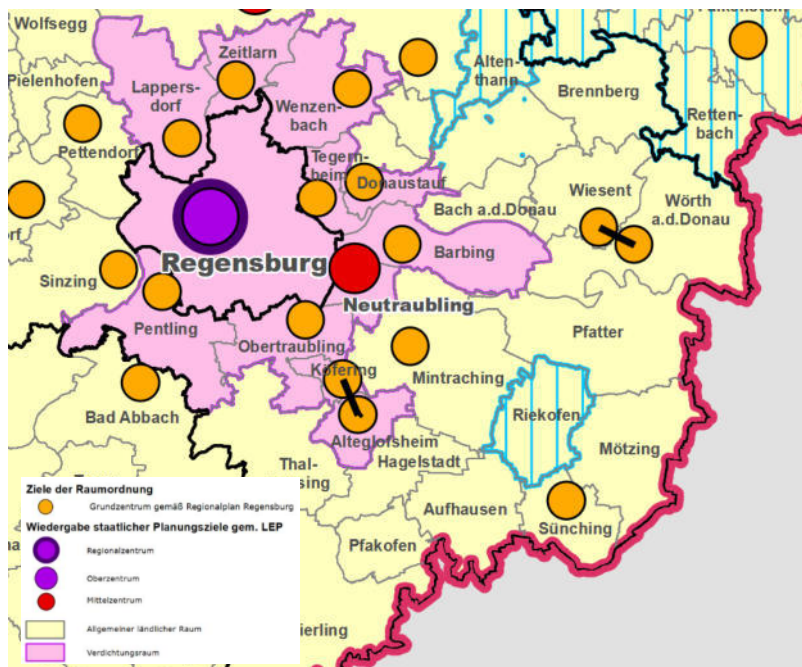 Wolfsegg
Zeitlarn
Pielenhofen
Lappers-
dorf
Wenzen-
bach
Alten-
thann
Brennberg
Retten-
bach
Pettendorf
Tegern-
heim
Donaustauf
Wiesent
Wörth
a.d.Donau
Bach a.d.Donau
Regensburg
Barbing
Sinzing
Neutraubling
Pentling
Obertraubling
Pfatter
Köfering
Mintraching
Bad Abbach
Riekofen
Alteglofsheim
Mötzing
Thal-
Hagelstadt
Aufhausen
Sünching
Pfakofen
Ziele der Raumordnung
Grundzentrum gemäß Regionalplan Regensburg
Wiedergabe staatlicher Planungsziele gem. LEP
Regionalzentrum
Oberzentrum
Mittelzentrum
Allgemeiner ländlicher Raum
Verdichtungsraum